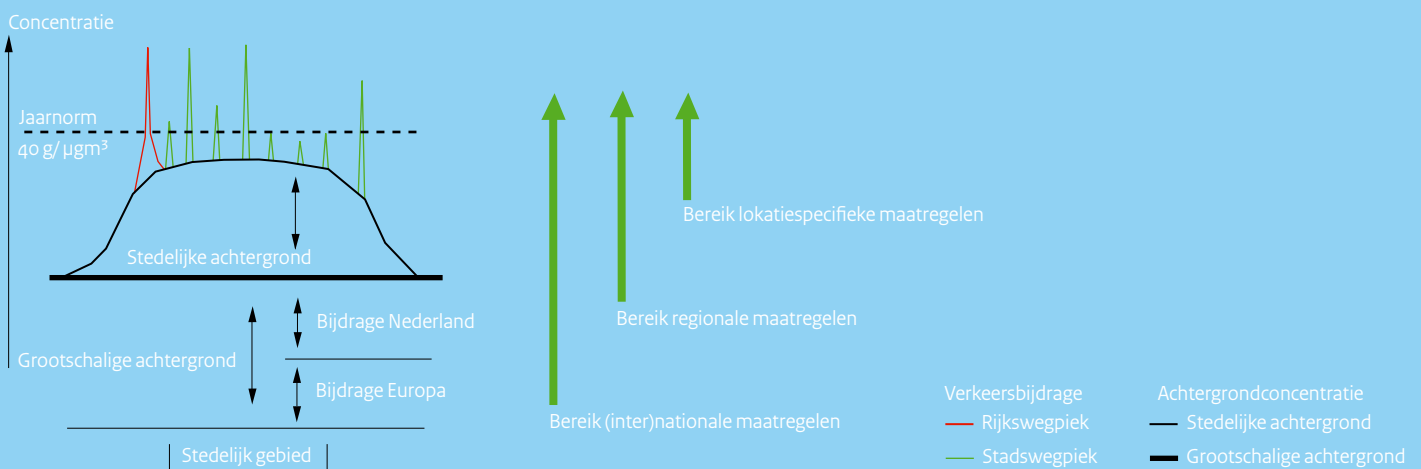 Concentratie
Jaarnorm
40 g/ µgm³
Stedelijke achtergrond
Bijdrage Nederland
Grootschalige achtergrond
Bijdrage Europa
Stedelijk gebied
Bereik lokatiespecifieke maatregelen
Bereik regionale maatregelen
Bereik (inter)nationale maatregelen
Verkeersbijdrage
Rijkswegpiek
Stadswegpiek
Achtergrondconcentratie
Stedelijke achtergrond
Grootschalige achtergrond